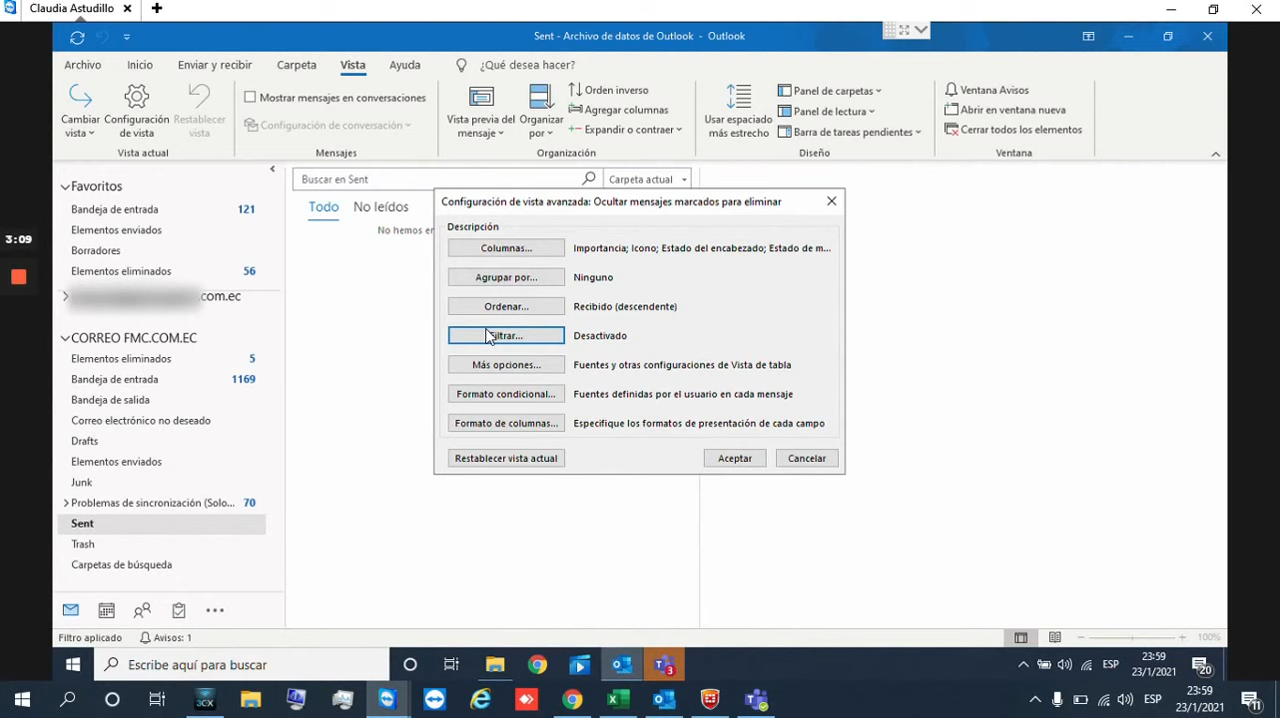 Claudia Astudillo
Sent - Archivo de datos de Outlook - Outlook
Archivo Inicio Enviar y recibir Carpeta Vista Ayuda ¿Qué desea hacer?
Cambiar vista
Configuración de vista
Restablecer vista
Vista actual
Mostrar mensajes en conversaciones
Configuración de conversación
Mensajes
Vista previa del mensaje
Organizar por
Orden inverso
Agregar columnas
Expandir o contraer
Organización
Usar espaciado más estrecho
Panel de carpetas
Panel de lectura
Barra de tareas pendientes
Diseño
Ventana Avisos
Abrir en ventana nueva
Cerrar todos los elementos
Ventana
Favoritos
Bandeja de entrada 121
Elementos enviados
Borradores
Elementos eliminados 56
.com.ec
CORREO FMC.COM.EC
Elementos eliminados 5
Bandeja de entrada 1169
Bandeja de salida
Correo electrónico no deseado
Drafts
Elementos enviados
Junk
Problemas de sincronización (Solo... 70
Sent
Trash
Carpetas de búsqueda
3:09
Buscar en Sent Carpeta actual
Todo No leídos
No hemos en
Configuración de vista avanzada: Ocultar mensajes marcados para eliminar
Descripción
Columnas... Importancia; Icono; Estado del encabezado; Estado de m...
Agrupar por... Ninguno
Ordenar... Recibido (descendente)
Filtrar... Desactivado
Más opciones... Fuentes y otras configuraciones de Vista de tabla
Formato condicional... Fuentes definidas por el usuario en cada mensaje
Formato de columnas... Especifique los formatos de presentación de cada campo
Restablecer vista actual Aceptar Cancelar
Filtro aplicado Avisos: 1 100%
Escribe aquí para buscar
3
ESP
23:59
23/1/2021
20
3CX
ESP
23:59
23/1/2021
11